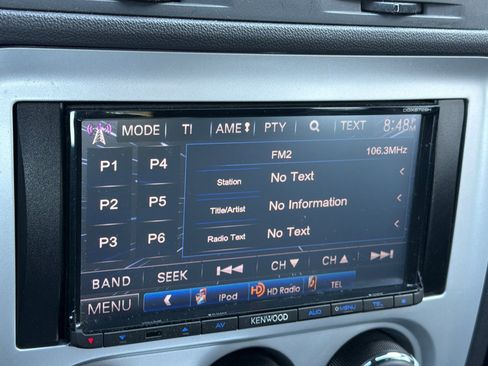 MODE TI AME PTY TEXT 8:48
P1 P4 FM2 106.3MHz
Station No Text
P2 P5 Title/Artist No Information
P3 P6 Radio Text No Text
BAND SEEK CH CH
MENU iPod HD Radio TEL
AV KENWOOD AUD MENU TEL